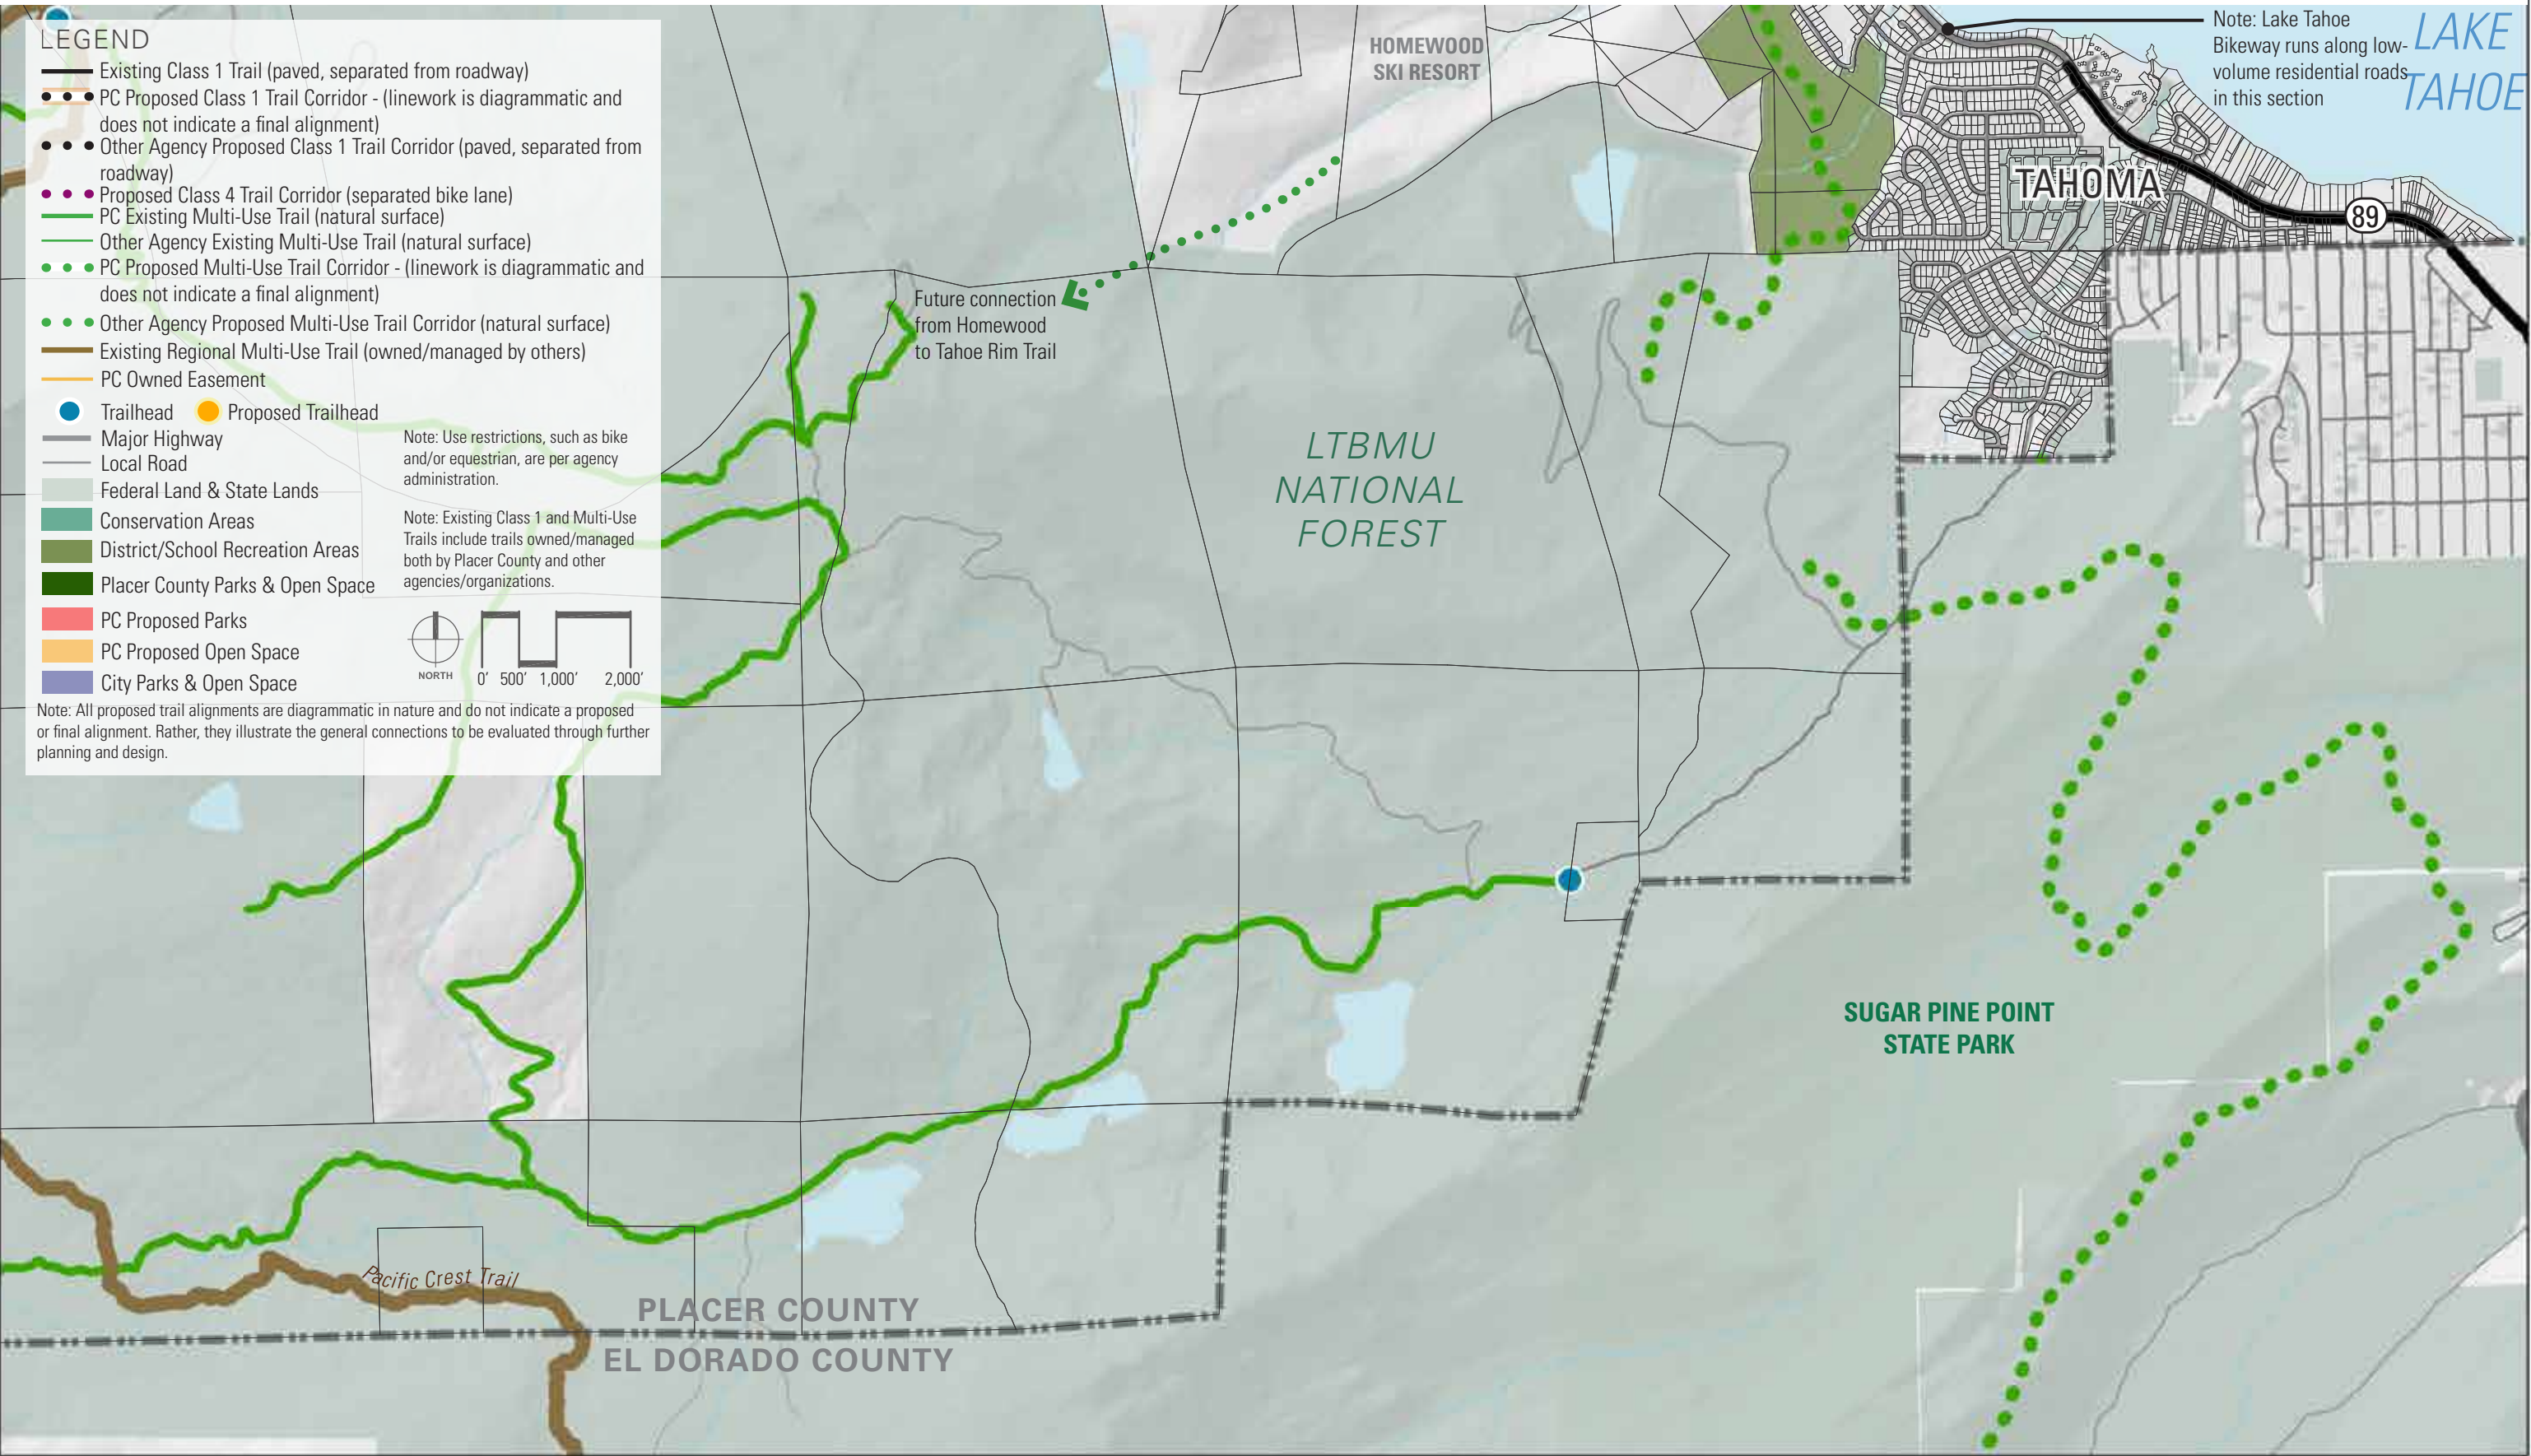 LEGEND
Existing Class 1 Trail (paved, separated from roadway)
PC Proposed Class 1 Trail Corridor - (linework is diagrammatic and
does not indicate a final alignment)
Other Agency Proposed Class 1 Trail Corridor (paved, separated from
roadway)
Proposed Class 4 Trail Corridor (separated bike lane)
PC Existing Multi-Use Trail (natural surface)
Other Agency Existing Multi-Use Trail (natural surface)
PC Proposed Multi-Use Trail Corridor - (linework is diagrammatic and
does not indicate a final alignment)
Other Agency Proposed Multi-Use Trail Corridor (natural surface)
Existing Regional Multi-Use Trail (owned/managed by others)
PC Owned Easement
Trailhead Proposed Trailhead
Major Highway
Local Road
Federal Land & State Lands
Conservation Areas
District/School Recreation Areas
Placer County Parks & Open Space
PC Proposed Parks
PC Proposed Open Space
City Parks & Open Space
Note: Use restrictions, such as bike
and/or equestrian, are per agency
administration.
Note: Existing Class 1 and Multi-Use
Trails include trails owned/managed
both by Placer County and other
agencies/organizations.
NORTH
0' 500' 1,000' 2,000'
Note: All proposed trail alignments are diagrammatic in nature and do not indicate a proposed
or final alignment. Rather, they illustrate the general connections to be evaluated through further
planning and design.
HOMEWOOD
SKI RESORT
Note: Lake Tahoe
Bikeway runs along low-
volume residential roads
in this section
LAKE
TAHOE
TAHOMA
89
Future connection
from Homewood
to Tahoe Rim Trail
LTBMU
NATIONAL
FOREST
SUGAR PINE POINT
STATE PARK
Pacific Crest Trail
PLACER COUNTY
EL DORADO COUNTY